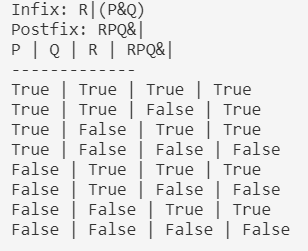 Infix: R|(P&Q)
Postfix: RPQ&|
P | Q | R | RPQ&|
-------------
True | True | True | True
True | True | False | True
True | False | True | True
True | False | False | False
False | True | True | True
False | True | False | False
False | False | True | True
False | False | False | False